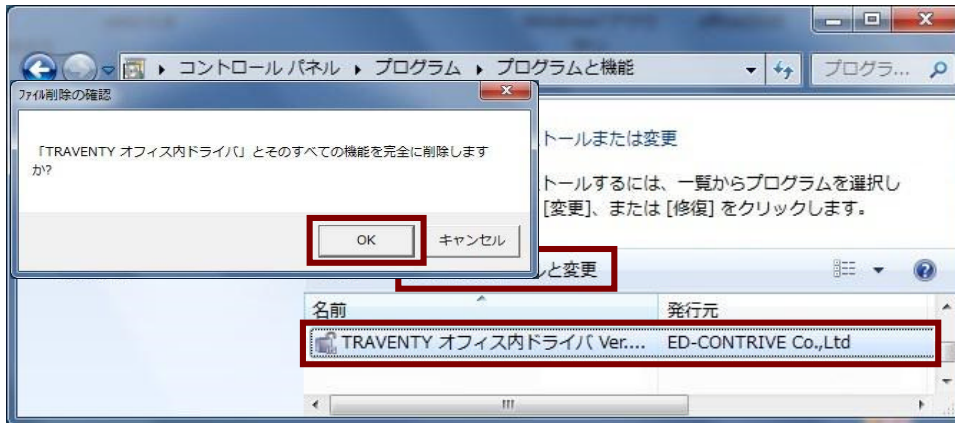 コントロール パネル ▸ プログラム ▸ プログラムと機能
プログラ...
ファイル削除の確認
「TRAVENTY オフィス内ドライバ」とそのすべての機能を完全に削除します
か?
OK
キャンセル
トールまたは変更
トールするには、一覧からプログラムを選択し
[変更]、または [修復] をクリックします。
と変更
名前
発行元
TRAVENTY オフィス内ドライバ Ver....
ED-CONTRIVE Co.,Ltd